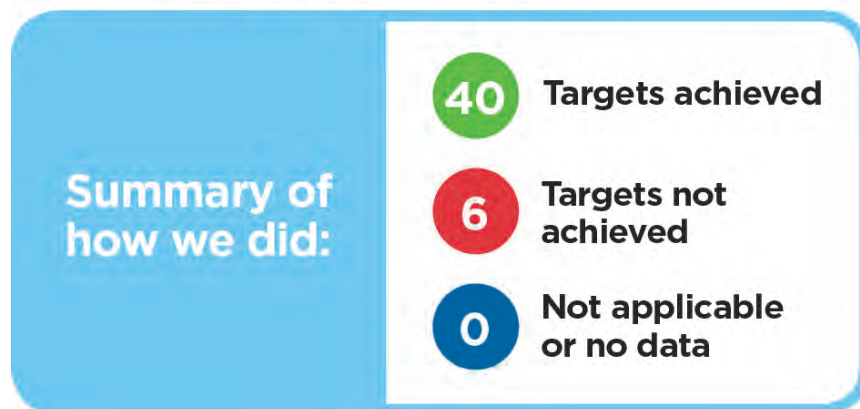 Summary of
how we did:
40 Targets achieved
6 Targets not
achieved
0 Not applicable
or no data